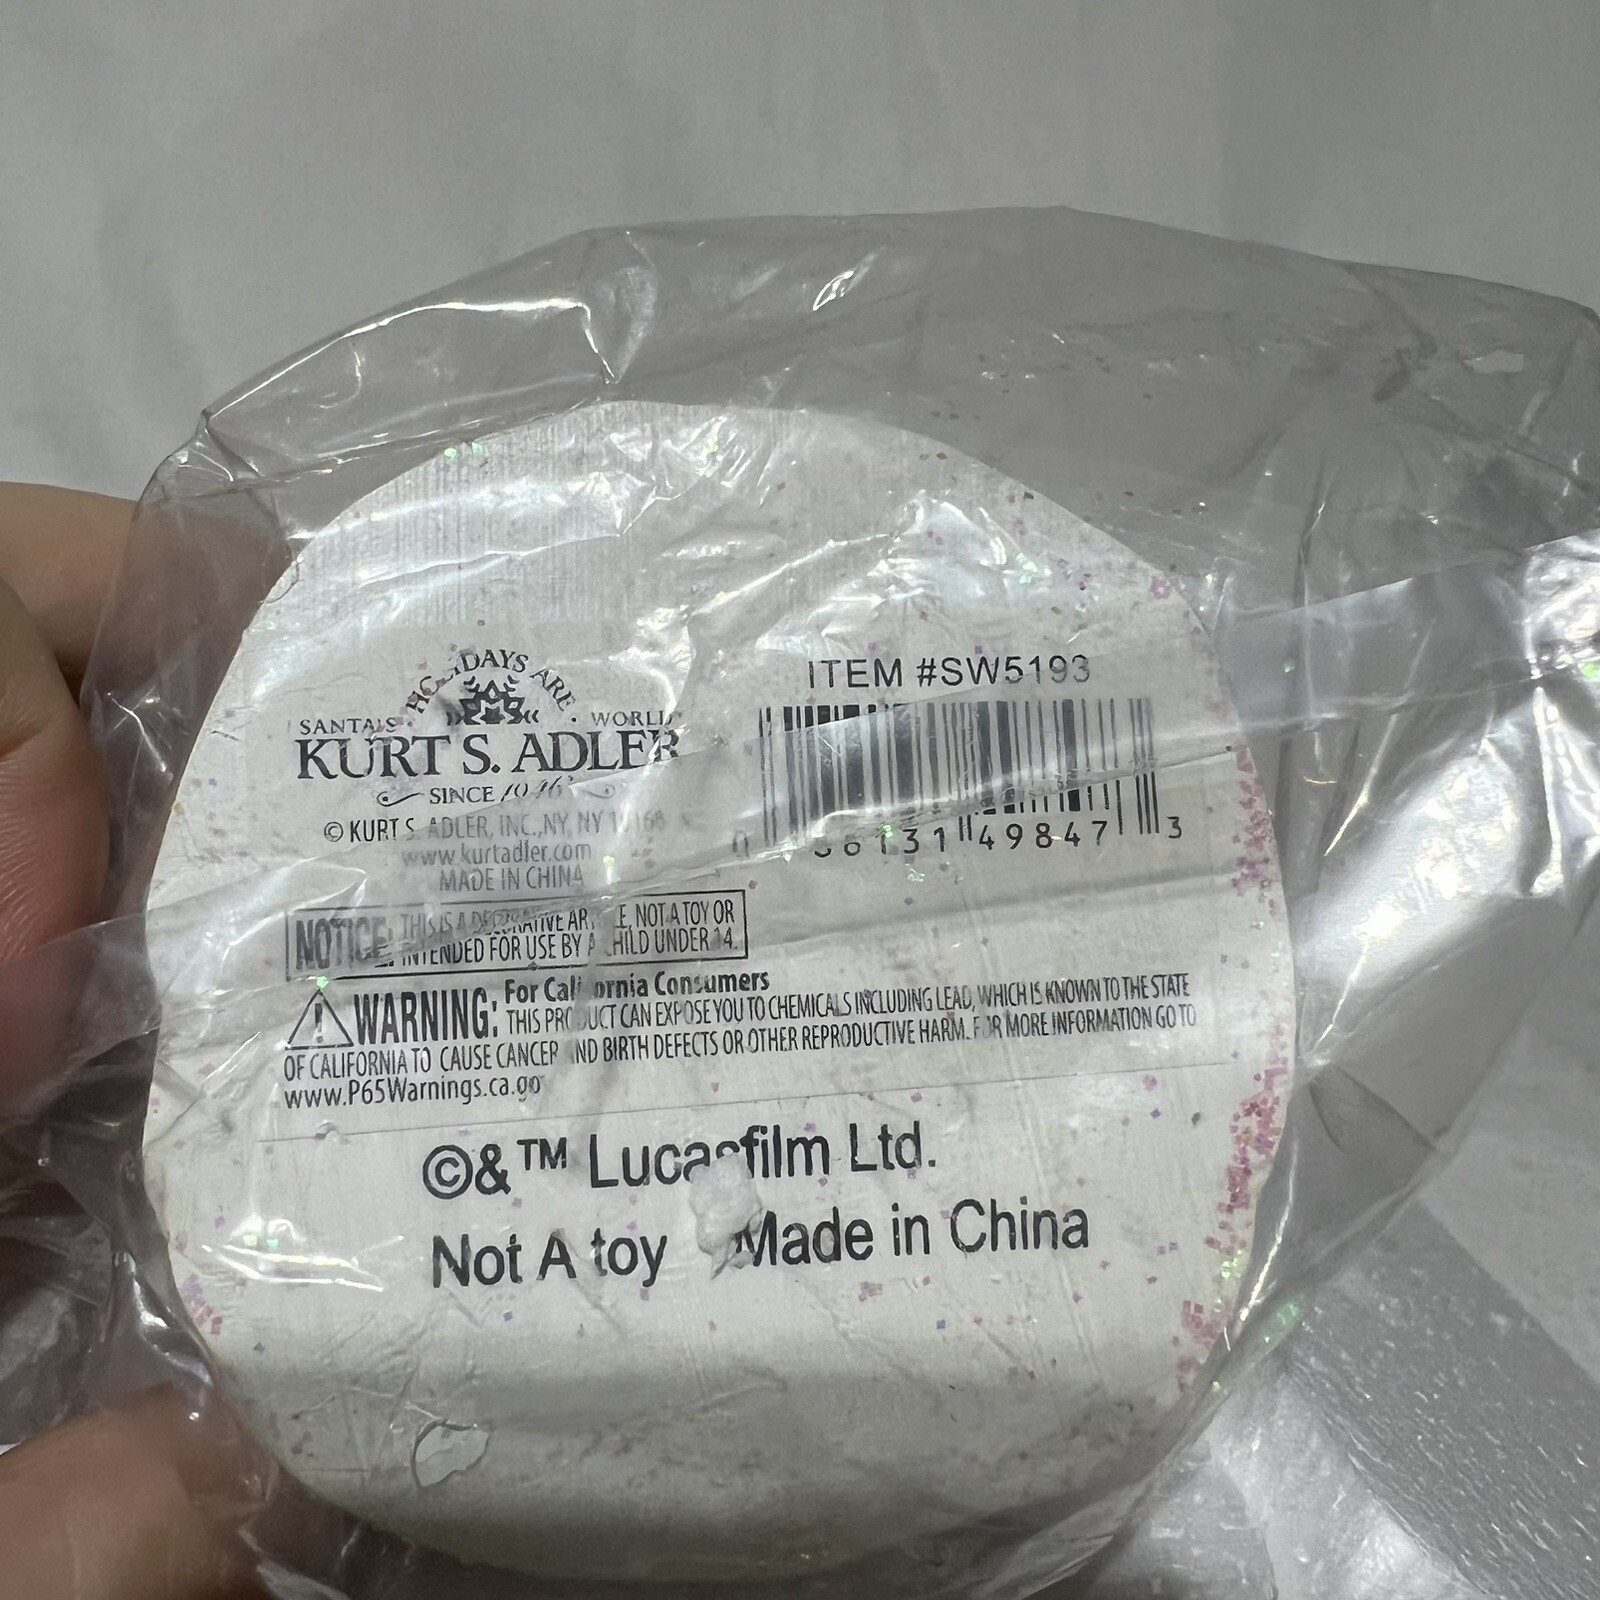 HOLIDAYS ARE
SANTA'S · WORLD
KURT S. ADLER
SINCE 1946
© KURT S. ADLER, INC., NY, NY
www.kurtadler.com
MADE IN CHINA
ITEM #SW5193
49847 3
NOTICE: THIS IS A DECORATIVE ARTICLE, NOT A TOY OR
INTENDED FOR USE BY A CHILD UNDER 14.
WARNING: For California Consumers
THIS PRODUCT CAN EXPOSE YOU TO CHEMICALS INCLUDING LEAD, WHICH IS KNOWN TO THE STATE
OF CALIFORNIA TO CAUSE CANCER AND BIRTH DEFECTS OR OTHER REPRODUCTIVE HARM. FOR MORE INFORMATION GO TO
www.P65Warnings.ca.go
©&™ Lucasfilm Ltd.
Not A toy Made in China